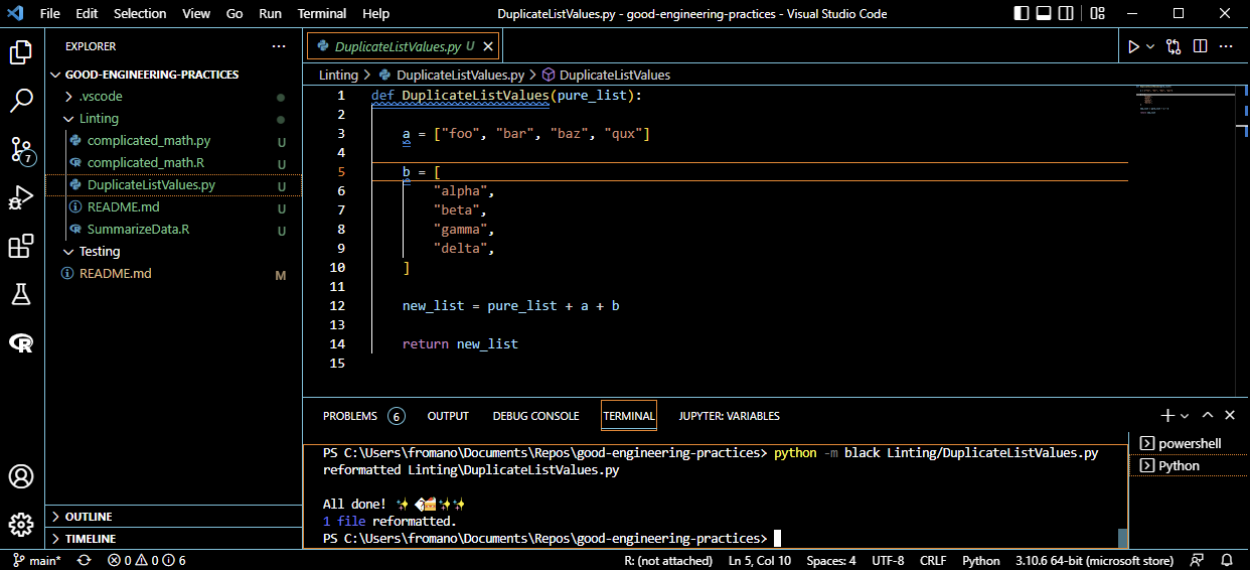 File Edit Selection View Go Run Terminal Help DuplicateListValues.py - good-engineering-practices - Visual Studio Code
EXPLORER
GOOD-ENGINEERING-PRACTICES
.vscode
Linting
complicated_math.py U
complicated_math.R U
DuplicateListValues.py U
README.md U
SummarizeData.R U
Testing
README.md M
7
OUTLINE
TIMELINE
DuplicateListValues.py U
Linting > DuplicateListValues.py > DuplicateListValues
1 def DuplicateListValues(pure_list):
2
3 a = ["foo", "bar", "baz", "qux"]
4
5 b = [
6 "alpha",
7 "beta",
8 "gamma",
9 "delta",
10 ]
11
12 new_list = pure_list + a + b
13
14 return new_list
15
PROBLEMS 6 OUTPUT DEBUG CONSOLE TERMINAL JUPYTER: VARIABLES
PS C:\Users\fromano\Documents\Repos\good-engineering-practices> python -m black Linting/DuplicateListValues.py
reformatted Linting\DuplicateListValues.py
All done! ✨ �🍰✨✨
1 file reformatted.
PS C:\Users\fromano\Documents\Repos\good-engineering-practices>
powershell
Python
main* 0 0 6 R: (not attached) Ln 5, Col 10 Spaces: 4 UTF-8 CRLF Python 3.10.6 64-bit (microsoft store)